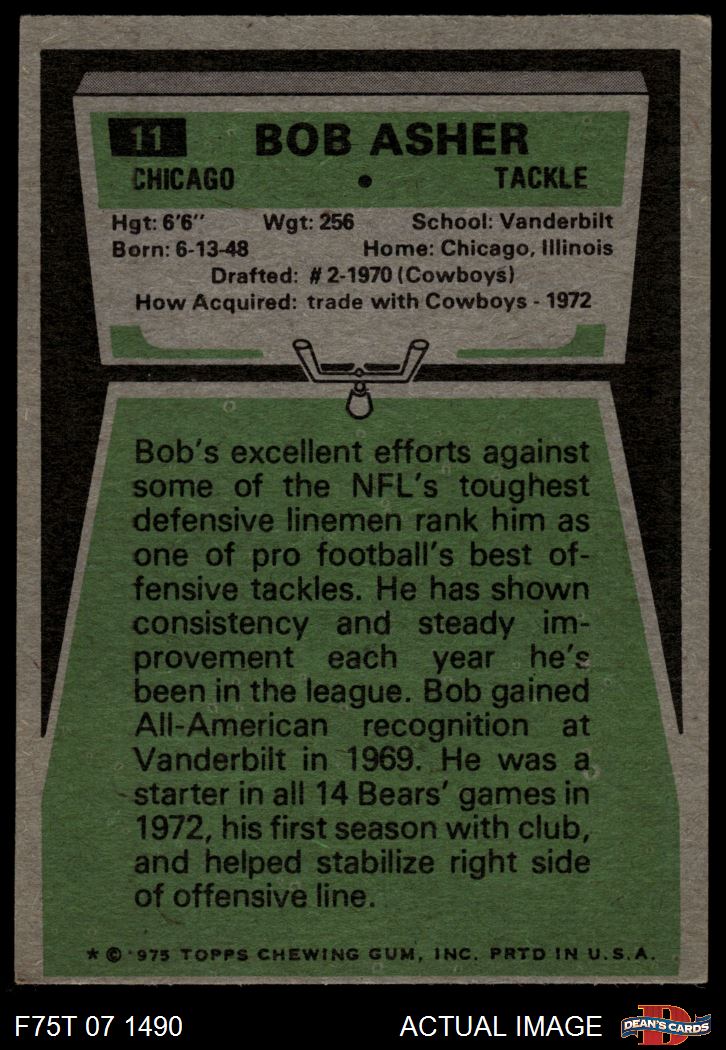 11 BOB ASHER
CHICAGO • TACKLE
Hgt: 6'6" Wgt: 256 School: Vanderbilt
Born: 6-13-48 Home: Chicago, Illinois
Drafted: #2-1970 (Cowboys)
How Acquired: trade with Cowboys - 1972
Bob's excellent efforts against
some of the NFL's toughest
defensive linemen rank him as
one of pro football's best of-
fensive tackles. He has shown
consistency and steady im-
provement each year he's
been in the league. Bob gained
All-American recognition at
Vanderbilt in 1969. He was a
starter in all 14 Bears' games in
1972, his first season with club,
and helped stabilize right side
of offensive line.
* © 975 TOPPS CHEWING GUM, INC. PRTD IN U.S.A.
F75T 07 1490 ACTUAL IMAGE D DEAN'S CARDS